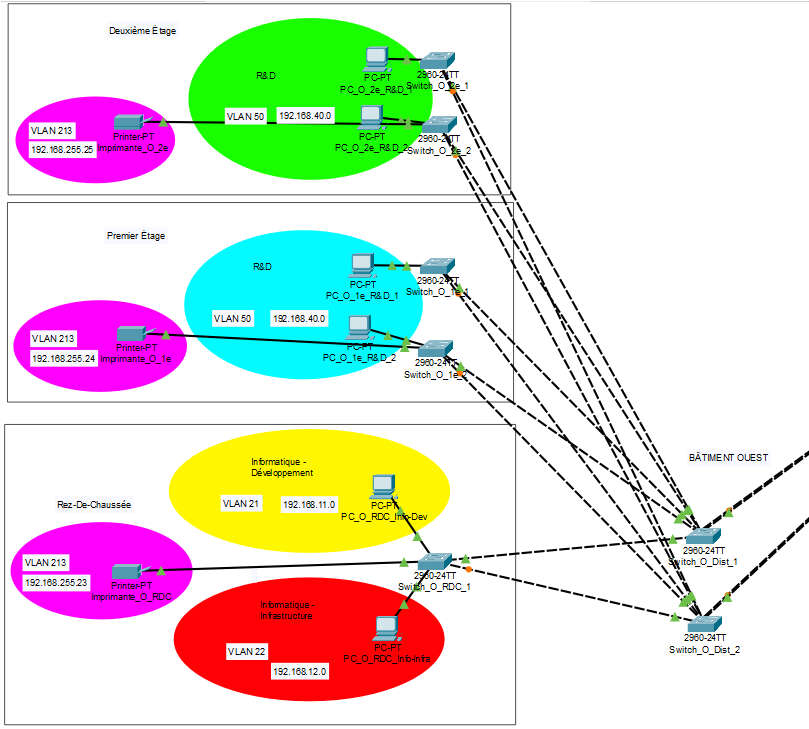 Deuxième Étage
R&D
PC-PT
PC_O_2e_R&D_1
2960-24TT
Switch_O_2e_1
VLAN 50
192.168.40.0
VLAN 213
192.168.255.25
Printer-PT
Imprimante_O_2e
PC-PT
PC_O_2e_R&D_2
2960-24TT
Switch_O_2e_2
Premier Étage
R&D
PC-PT
PC_O_1e_R&D_1
2960-24TT
Switch_O_1e_1
VLAN 50
192.168.40.0
VLAN 213
192.168.255.24
Printer-PT
Imprimante_O_1e
PC-PT
PC_O_1e_R&D_2
2960-24TT
Switch_O_1e_2
BÂTIMENT OUEST
Informatique -
Développement
VLAN 21
192.168.11.0
PC-PT
PC_O_RDC_Info-Dev
Rez-De-Chaussée
VLAN 213
192.168.255.23
Printer-PT
Imprimante_O_RDC
2960-24TT
Switch_O_RDC_1
2960-24TT
Switch_O_Dist_1
Informatique -
Infrastructure
PC-PT
PC_O_RDC_Info-Infra
VLAN 22
192.168.12.0
2960-24TT
Switch_O_Dist_2